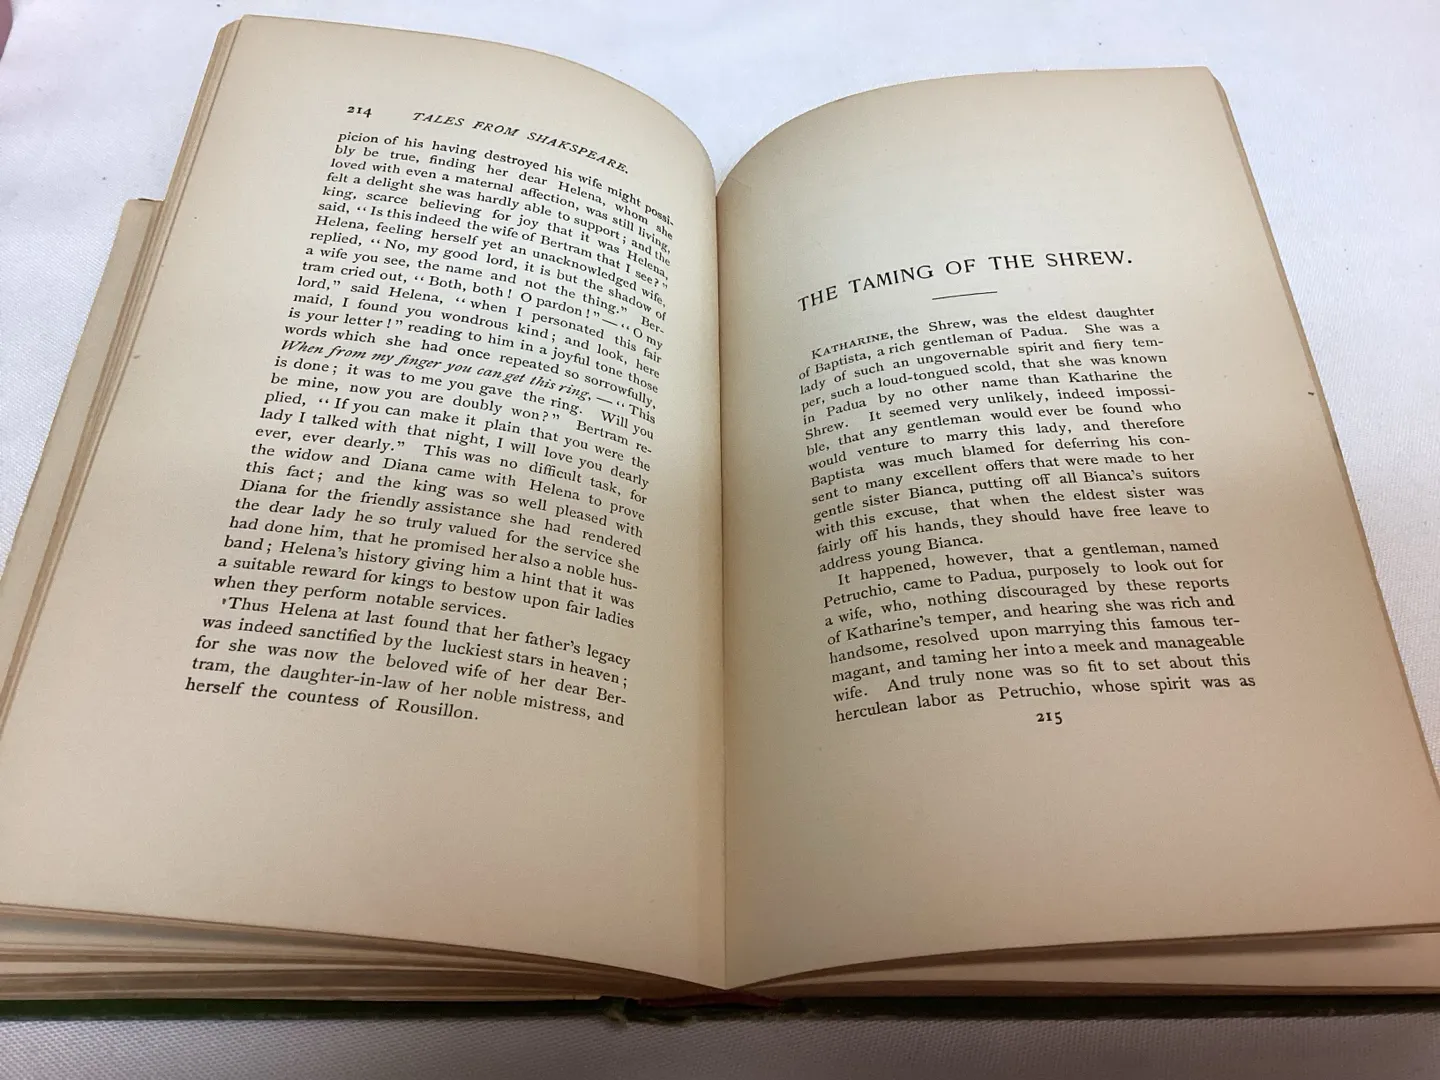 214 TALES FROM SHAKSPEARE.
picion of his having destroyed his wife might possi-
bly be true, finding her dear Helena, whom she
loved with even a maternal affection, was still living,
felt a delight she was hardly able to support; and the
king, scarce believing for joy that it was Helena,
said, “Is this indeed the wife of Bertram that I see?”
Helena, feeling herself yet an unacknowledged wife,
replied, “No, my good lord, it is but the shadow of
a wife you see, the name and not the thing.” Ber-
tram cried out, “Both, both! O pardon!”—“O my
lord,” said Helena, “when I personated this fair
maid, I found you wondrous kind; and look, here
is your letter!” reading to him in a joyful tone those
words which she had once repeated so sorrowfully,
When from my finger you can get this ring,—“This
is done; it was to me you gave the ring. Will you
be mine, now you are doubly won?” Bertram re-
plied, “If you can make it plain that you were the
lady I talked with that night, I will love you dearly
ever, ever dearly.” This was no difficult task, for
the widow and Diana came with Helena to prove
this fact; and the king was so well pleased with
Diana for the friendly assistance she had rendered
the dear lady he so truly valued for the service she
had done him, that he promised her also a noble hus-
band; Helena’s history giving him a hint that it was
a suitable reward for kings to bestow upon fair ladies
when they perform notable services.
Thus Helena at last found that her father’s legacy
was indeed sanctified by the luckiest stars in heaven;
for she was now the beloved wife of her dear Ber-
tram, the daughter-in-law of her noble mistress, and
herself the countess of Rousillon.
THE TAMING OF THE SHREW.
KATHARINE, the Shrew, was the eldest daughter
of Baptista, a rich gentleman of Padua. She was a
lady of such an ungovernable spirit and fiery tem-
per, such a loud-tongued scold, that she was known
in Padua by no other name than Katharine the
Shrew. It seemed very unlikely, indeed impossi-
ble, that any gentleman would ever be found who
would venture to marry this lady, and therefore
Baptista was much blamed for deferring his con-
sent to many excellent offers that were made to her
gentle sister Bianca, putting off all Bianca’s suitors
with this excuse, that when the eldest sister was
fairly off his hands, they should have free leave to
address young Bianca.
It happened, however, that a gentleman, named
Petruchio, came to Padua, purposely to look out for
a wife, who, nothing discouraged by these reports
of Katharine’s temper, and hearing she was rich and
handsome, resolved upon marrying this famous ter-
magant, and taming her into a meek and manageable
wife. And truly none was so fit to set about this
herculean labor as Petruchio, whose spirit was as
215